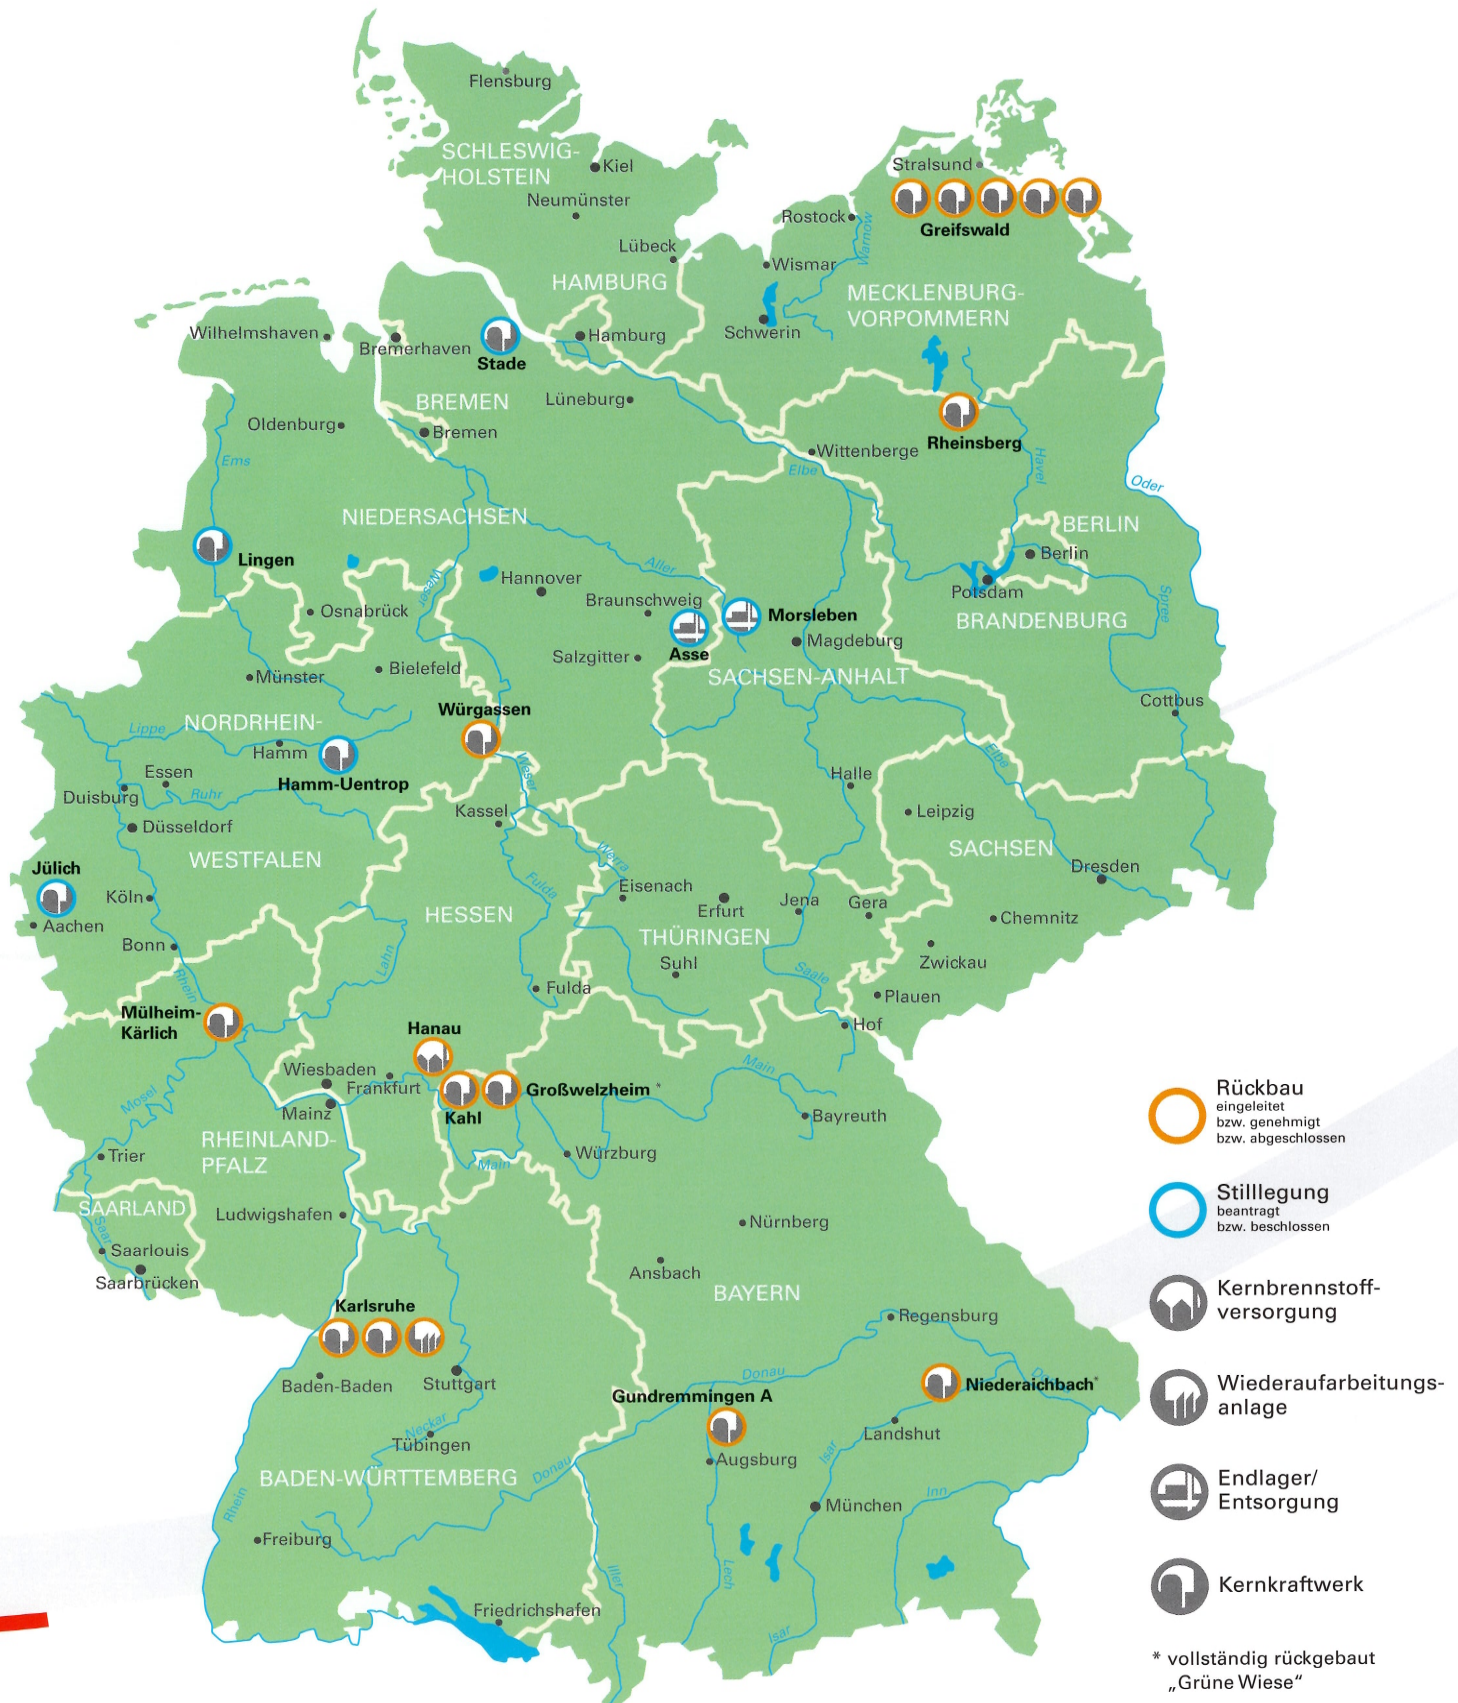 Flensburg
SCHLESWIG-
HOLSTEIN
Kiel
Neumünster
Lübeck
HAMBURG
Stralsund
Greifswald
Rostock
Warnow
Wismar
MECKLENBURG-
VORPOMMERN
Schwerin
Wilhelmshaven
Bremerhaven
Stade
Hamburg
BREMEN
Lüneburg
Oldenburg
Bremen
Rheinsberg
Wittenberge
Ems
Elbe
Havel
Oder
NIEDERSACHSEN
BERLIN
Berlin
Lingen
Aller
Hannover
Weser
Braunschweig
Potsdam
Spree
Osnabrück
Morsleben
BRANDENBURG
Magdeburg
Salzgitter
Asse
Bielefeld
Münster
SACHSEN-ANHALT
Cottbus
Würgassen
NORDRHEIN-
Lippe
Hamm
Hamm-Uentrop
Weser
Elbe
Essen
Halle
Duisburg
Ruhr
Kassel
Leipzig
Düsseldorf
WESTFALEN
SACHSEN
Werra
Jülich
Dresden
Fulda
Eisenach
Köln
Erfurt
Jena
Gera
HESSEN
Chemnitz
Aachen
THÜRINGEN
Bonn
Lahn
Suhl
Zwickau
Saale
Rhein
Fulda
Plauen
Mülheim-
Kärlich
Hof
Hanau
Wiesbaden
Frankfurt
Main
Großwelzheim *
Mosel
Mainz
Kahl
Bayreuth
RHEINLAND-
PFALZ
Trier
Würzburg
Main
SAARLAND
Ludwigshafen
Nürnberg
Saar
Saarlouis
Saarbrücken
Ansbach
BAYERN
Karlsruhe
Regensburg
Donau
Donau
Baden-Baden
Stuttgart
Niederaichbach*
Gundremmingen A
Neckar
Tübingen
Landshut
Isar
Augsburg
BADEN-WÜRTTEMBERG
Donau
Rhein
München
Inn
Freiburg
Iller
Lech
Friedrichshafen
Isar
Rückbau
eingeleitet
bzw. genehmigt
bzw. abgeschlossen
Stilllegung
beantragt
bzw. beschlossen
Kernbrennstoff-
versorgung
Wiederaufarbeitungs-
anlage
Endlager/
Entsorgung
Kernkraftwerk
* vollständig rückgebaut
„Grüne Wiese“